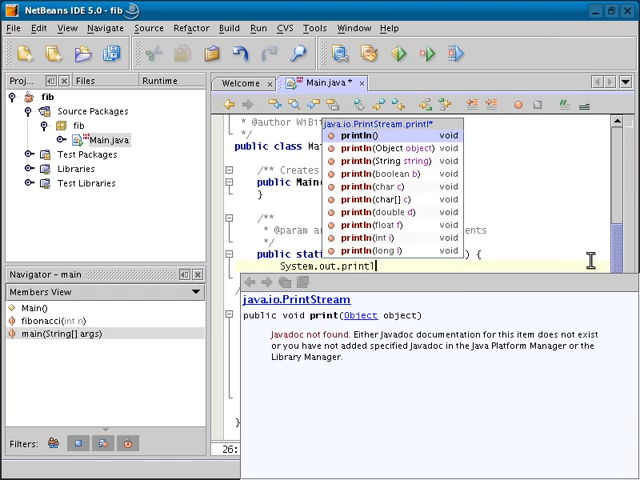 NetBeans IDE 5.0 - fib
File Edit View Navigate Source Refactor Build Run CVS Tools Window Help
Proj... Files Runtime
fib
Source Packages
fib
Main.java
Test Packages
Libraries
Test Libraries
Navigator - main
Members View
Main()
fibonacci(int n)
main(String[] args)
Filters:
Welcome Main.java *
* @author WiBit
*/
public class Mai
/** Creates
public Main(
}
/**
* @param ar ents
*/
public stati ) {
System.out.printl
java.io.PrintStream.printl*
println() void
println(Object object) void
println(String string) void
println(boolean b) void
println(char c) void
println(char[] c) void
println(double d) void
println(float f) void
println(int i) void
println(long l) void
java.io.PrintStream
public void print(Object object)
Javadoc not found. Either Javadoc documentation for this item does not exist
or you have not added specified Javadoc in the Java Platform Manager or the
Library Manager.
}
26: